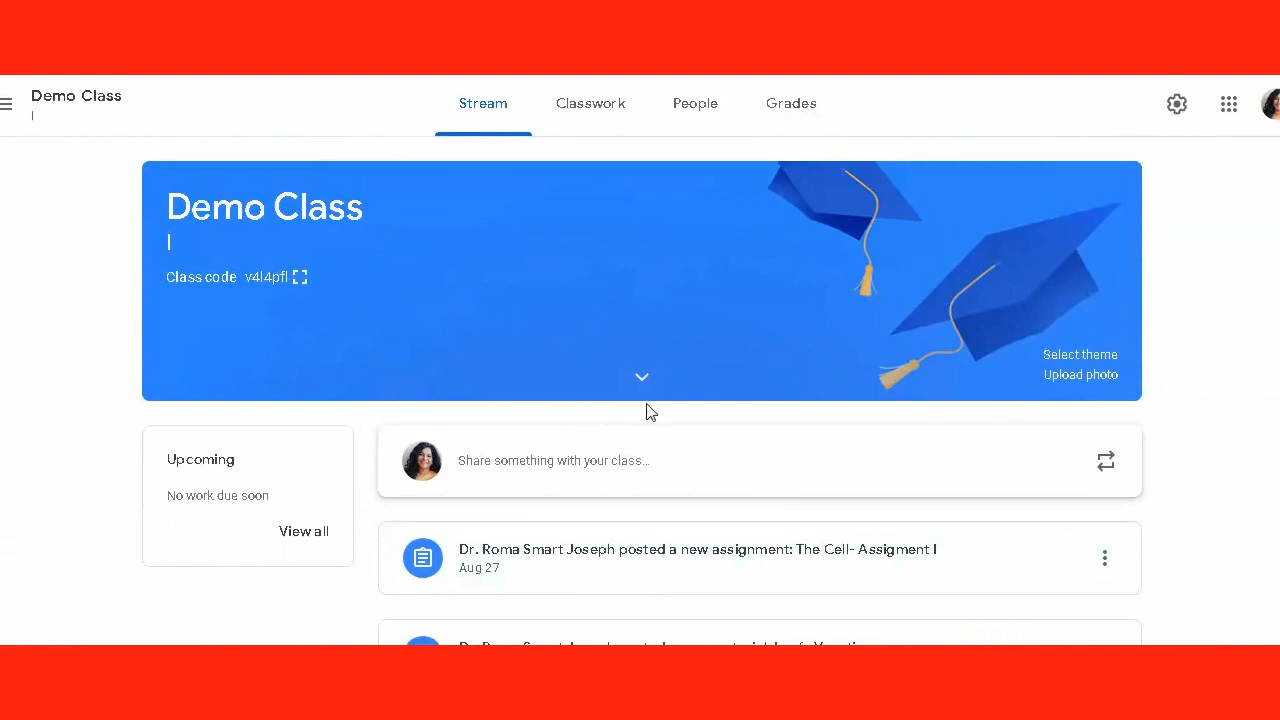 Demo Class
I
Stream
Classwork
People
Grades
Demo Class
I
Class code v4l4pfl
Select theme
Upload photo
Upcoming
No work due soon
View all
Share something with your class...
Dr. Roma Smart Joseph posted a new assignment: The Cell- Assigment I
Aug 27